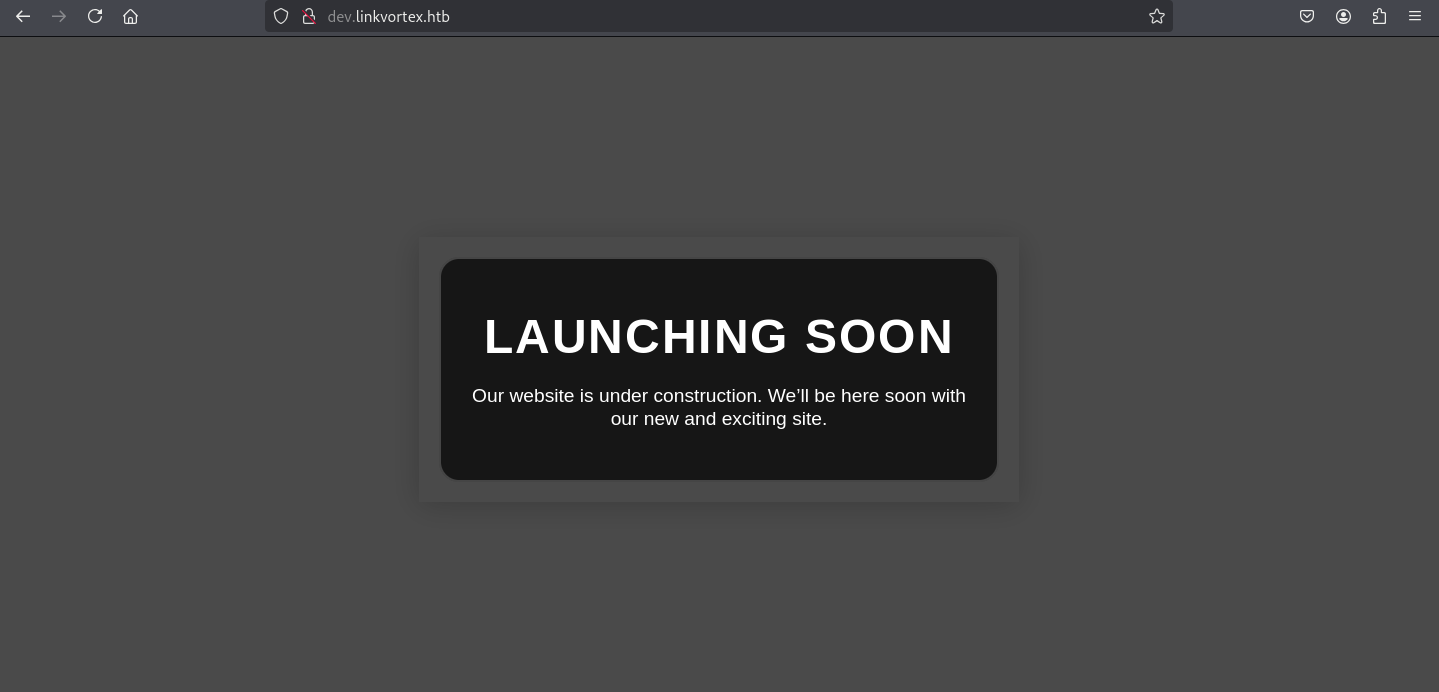 dev.linkvortex.htb
LAUNCHING SOON
Our website is under construction. We’ll be here soon with
our new and exciting site.